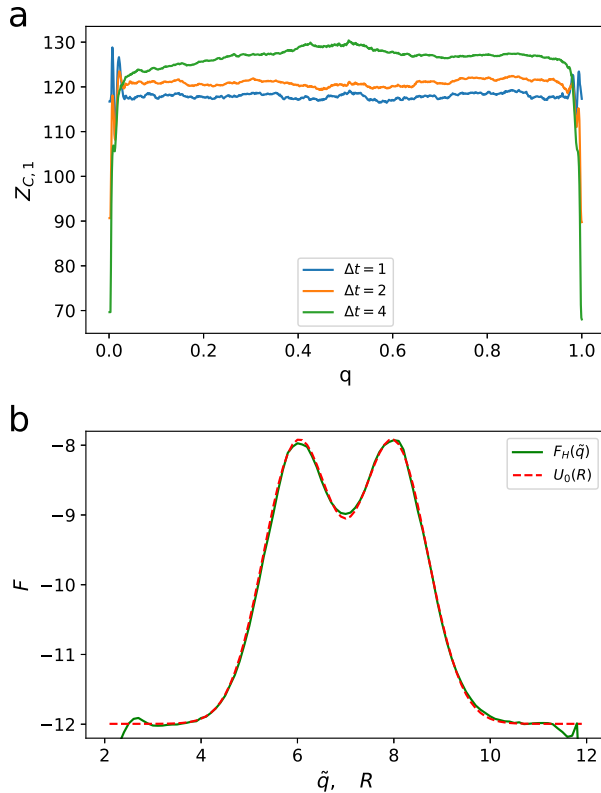 a
130
120
110
100
90
80
70
Z_{C,1}
Δt = 1
Δt = 2
Δt = 4
0.0 0.2 0.4 0.6 0.8 1.0
q
b
−8
−9
−10
−11
−12
F
F_H(q̃)
U_0(R)
2 4 6 8 10 12
q̃, R